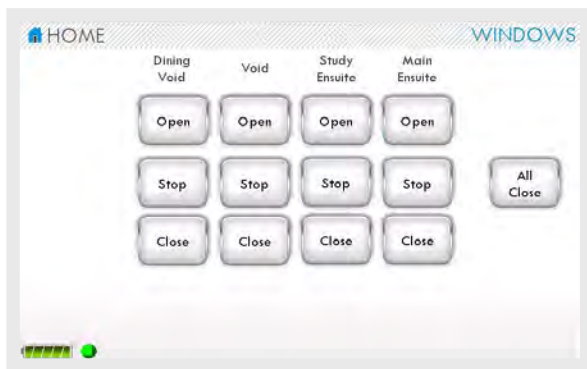 HOME
WINDOWS
Dining
Void
Void
Study
Ensuite
Main
Ensuite
Open
Open
Open
Open
Stop
Stop
Stop
Stop
All
Close
Close
Close
Close
Close